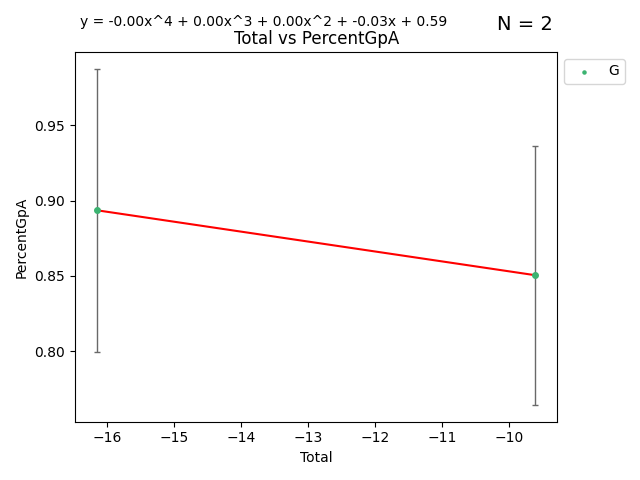 y = -0.00x^4 + 0.00x^3 + 0.00x^2 + -0.03x + 0.59
N = 2
Total vs PercentGpA
G
0.95
0.90
0.85
0.80
PercentGpA
−16 −15 −14 −13 −12 −11 −10
Total